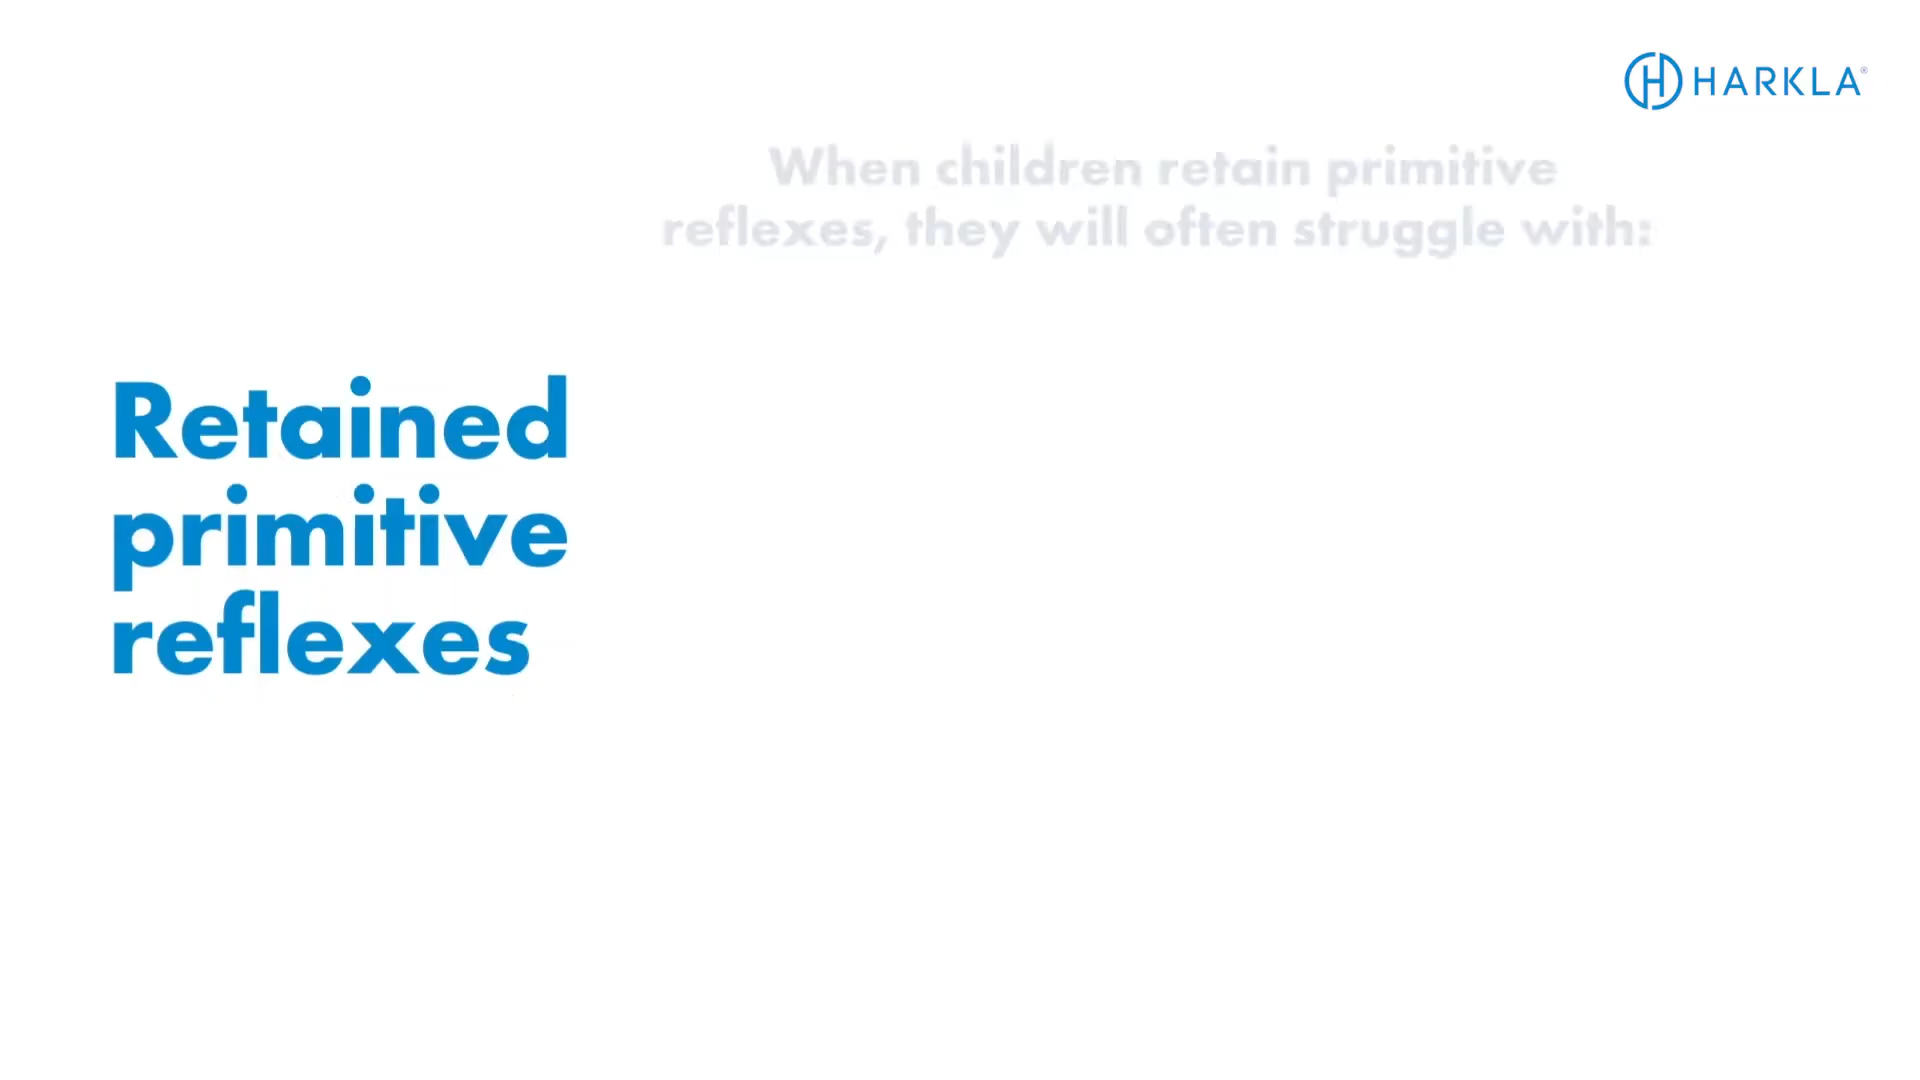 HARKLA®
When children retain primitive
reflexes, they will often struggle with:
Retained
primitive
reflexes